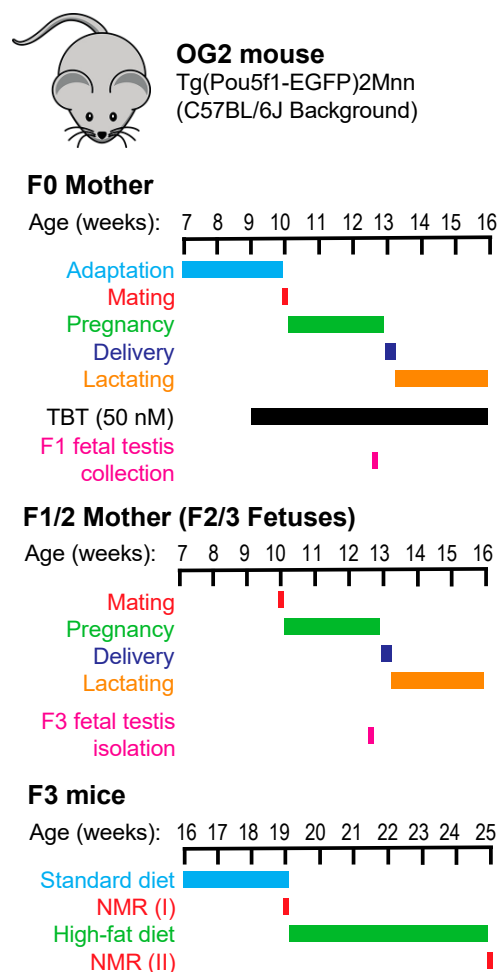 OG2 mouse
Tg(Pou5f1-EGFP)2Mnn
(C57BL/6J Background)
F0 Mother
Age (weeks): 7 8 9 10 11 12 13 14 15 16
Adaptation
Mating
Pregnancy
Delivery
Lactating
TBT (50 nM)
F1 fetal testis
collection
F1/2 Mother (F2/3 Fetuses)
Age (weeks): 7 8 9 10 11 12 13 14 15 16
Mating
Pregnancy
Delivery
Lactating
F3 fetal testis
isolation
F3 mice
Age (weeks): 16 17 18 19 20 21 22 23 24 25
Standard diet
NMR (I)
High-fat diet
NMR (II)